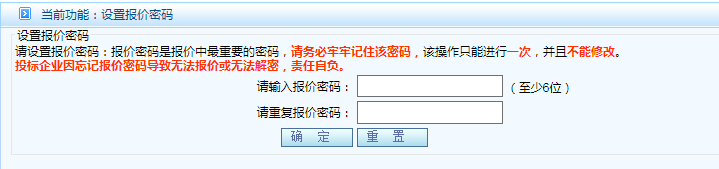 当前功能：设置报价密码
设置报价密码
请设置报价密码：报价密码是报价中最重要的密码，请务必牢牢记住该密码，该操作只能进行一次，并且不能修改。
投标企业因忘记报价密码导致无法报价或无法解密，责任自负。
请输入报价密码： （至少6位）
请重复报价密码：
确 定 重 置